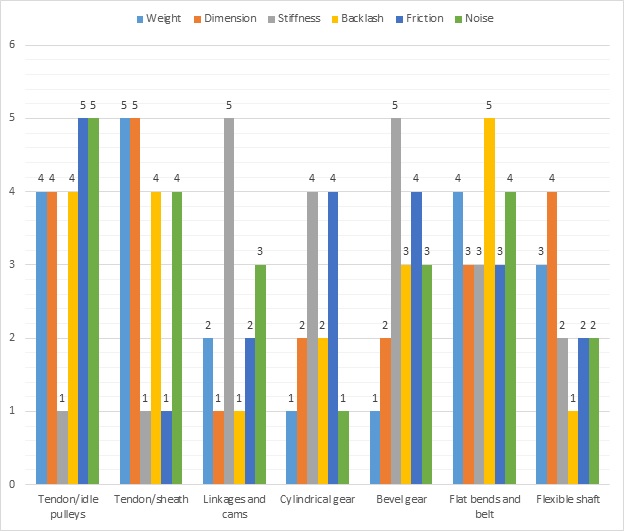 Weight Dimension Stiffness Backlash Friction Noise
6
5
4
3
2
1
0
4 4 1 4 5 5
5 5 1 4 1 4
2 1 5 1 2 3
1 2 4 2 4 1
1 2 5 3 4 3
4 3 3 5 3 4
3 4 2 1 2 2
Tendon/idle
pulleys
Tendon/sheath
Linkages and
cams
Cylindrical gear
Bevel gear
Flat bends and
belt
Flexible shaft